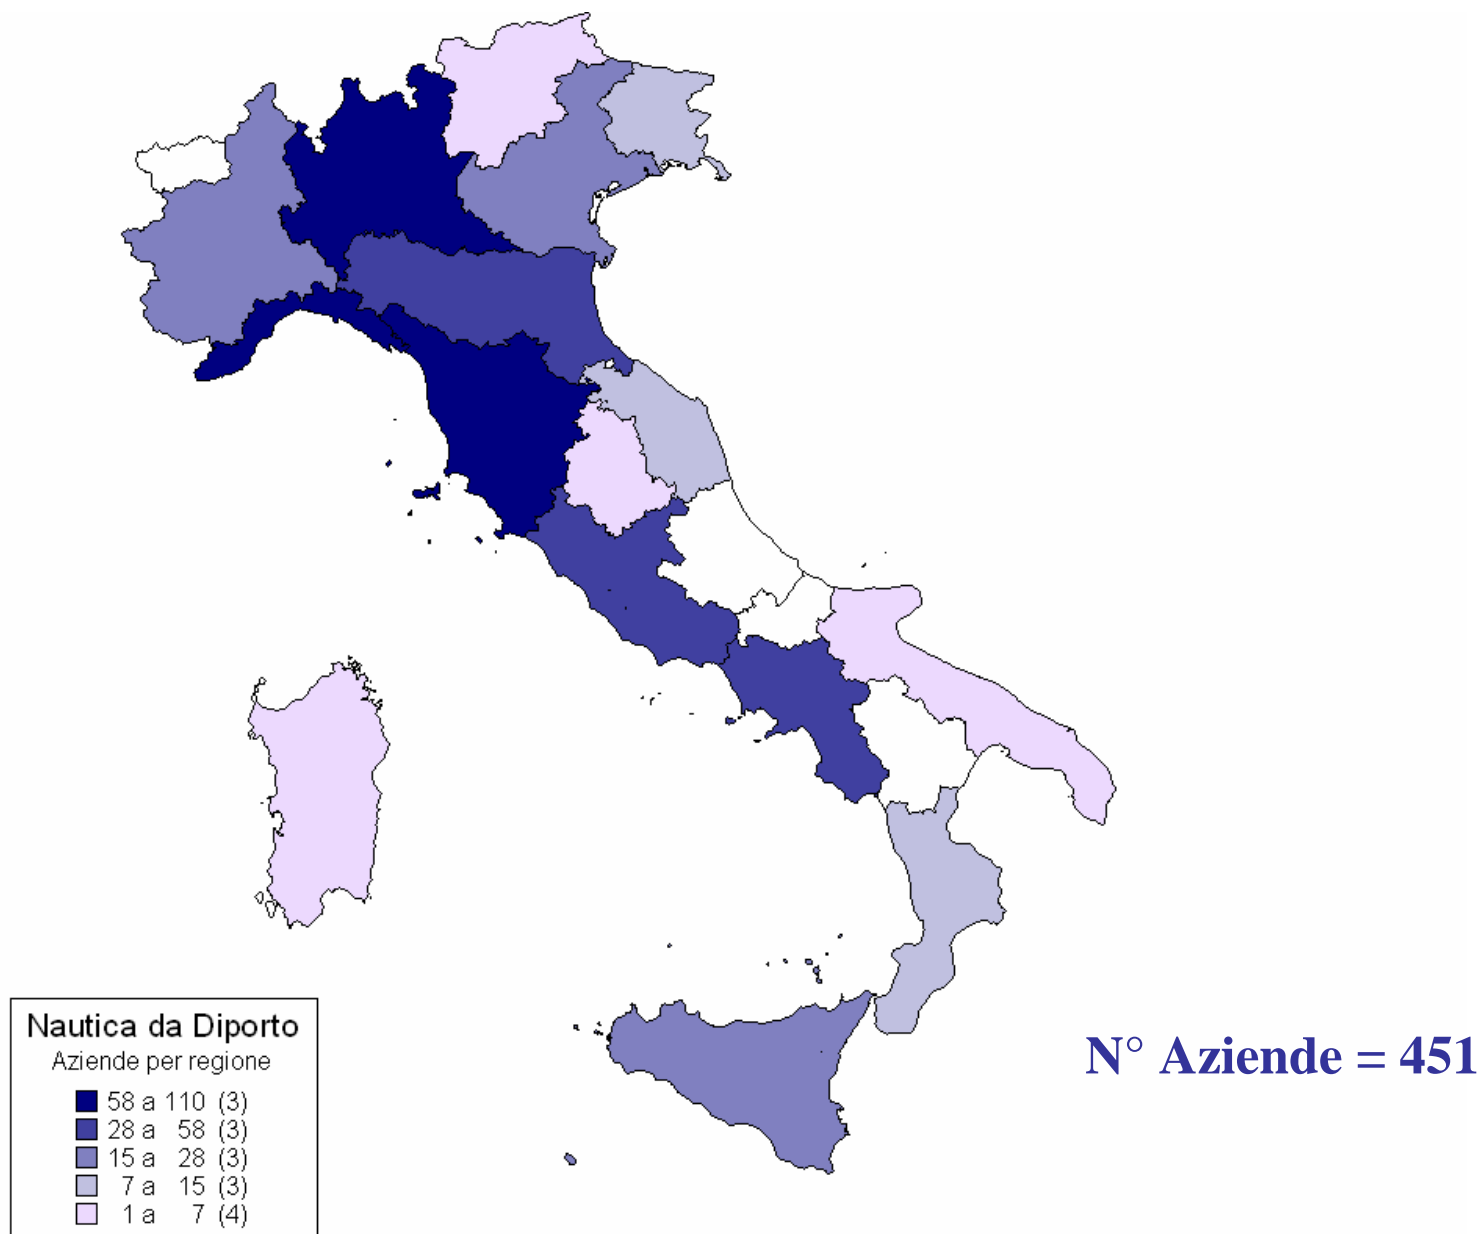 Nautica da Diporto
Aziende per regione
58 a 110 (3)
28 a 58 (3)
15 a 28 (3)
7 a 15 (3)
1 a 7 (4)
N° Aziende = 451